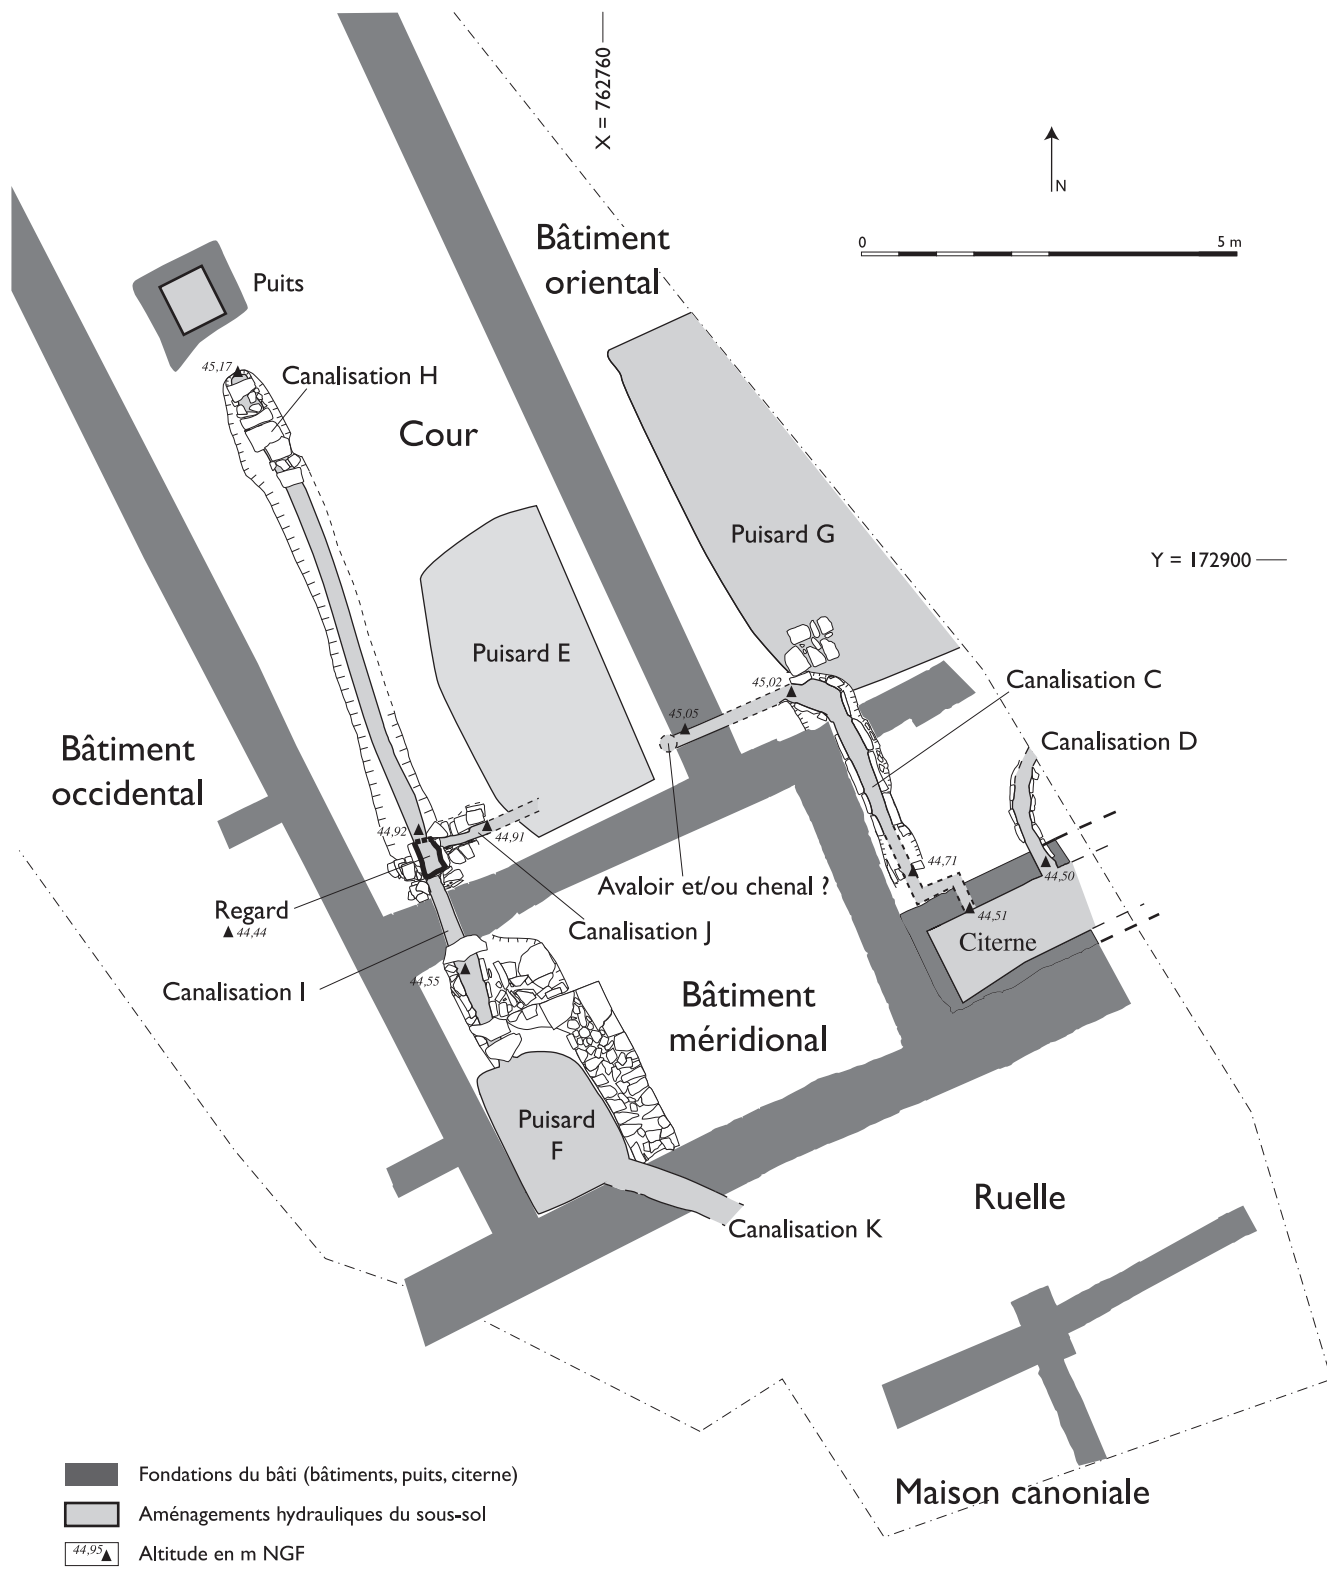 X = 762760
N
0
5 m
Bâtiment
oriental
Puits
45,17
Canalisation H
Cour
Puisard G
Y = 172900
Puisard E
45,02
Canalisation C
45,05
Canalisation D
Bâtiment
occidental
44,92
44,91
44,71
44,50
Avaloir et/ou chenal ?
Regard
44,44
Canalisation J
44,51
Citerne
44,55
Canalisation I
Bâtiment
méridional
Puisard
F
Ruelle
Canalisation K
Maison canoniale
Fondations du bâti (bâtiments, puits, citerne)
Aménagements hydrauliques du sous-sol
44,95
Altitude en m NGF